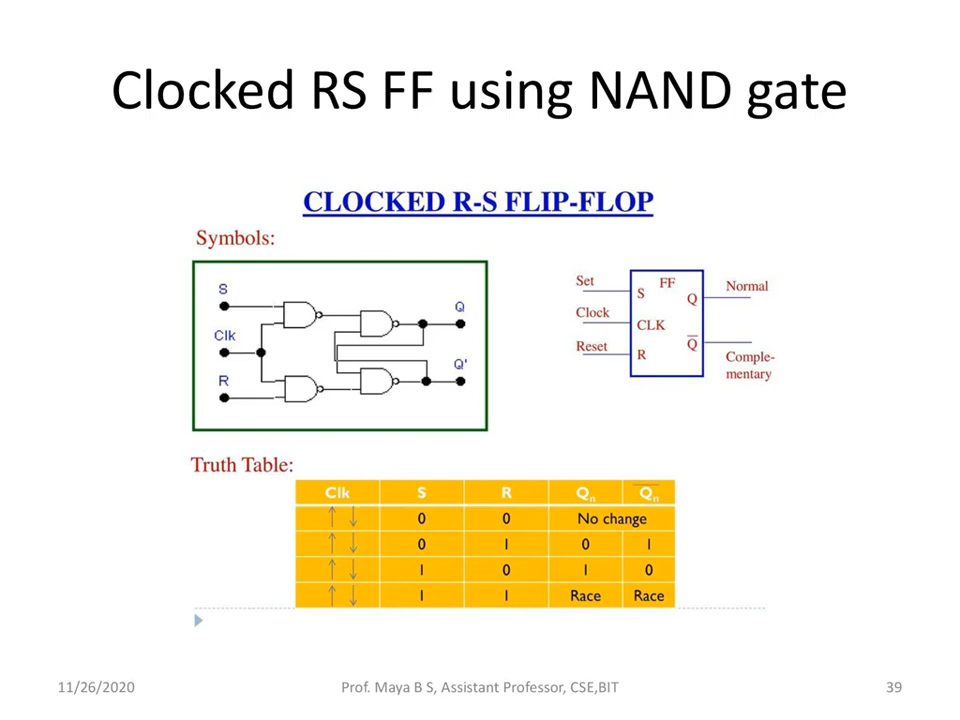 Clocked RS FF using NAND gate
CLOCKED R-S FLIP-FLOP
Symbols:
S
Clk
R
Q
Q'
Set
Clock
Reset
S FF Q
CLK
R Q̅
Normal
Comple-
mentary
Truth Table:
Clk S R Qn Q̅n
↑ ↓ 0 0 No change
↑ ↓ 0 1 0 1
↑ ↓ 1 0 1 0
↑ ↓ 1 1 Race Race
11/26/2020 Prof. Maya B S, Assistant Professor, CSE,BIT 39